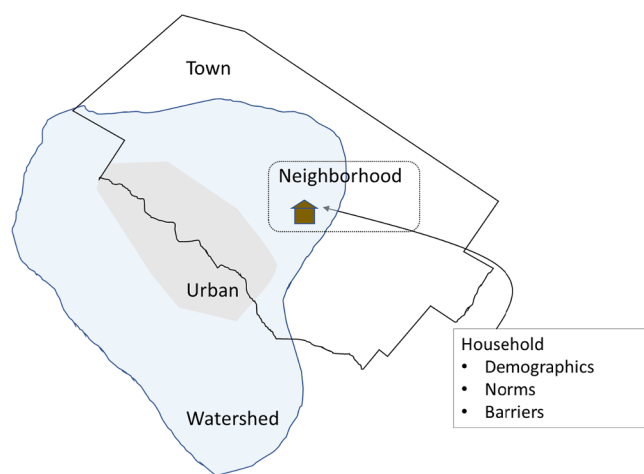 Town
Neighborhood
Urban
Household
• Demographics
• Norms
• Barriers
Watershed